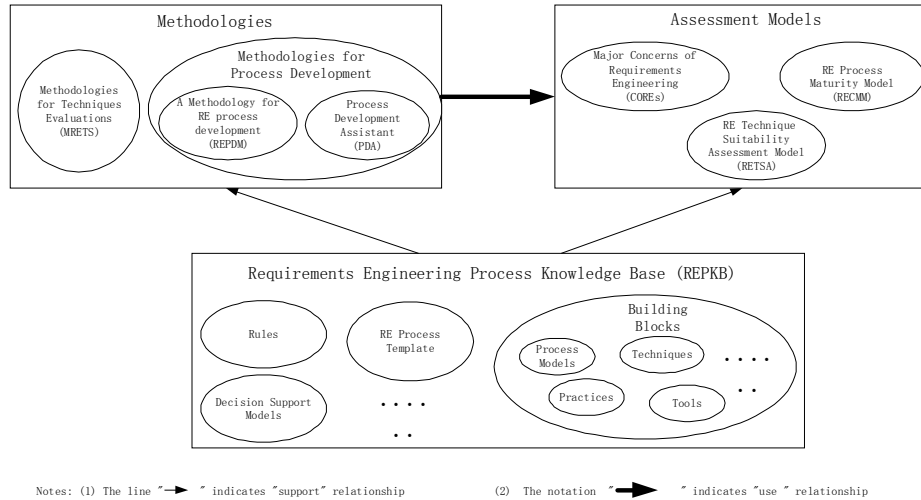 Methodologies
Methodologies for
Process Development
Methodologies
for Techniques
Evaluations
(MRETS)
A Methodology for
RE process
development
(REPDM)
Process
Development
Assistant
(PDA)
Assessment Models
Major Concerns of
Requirements
Engineering
(COREs)
RE Process
Maturity Model
(RECMM)
RE Technique
Suitability
Assessment Model
(RETSA)
Requirements Engineering Process Knowledge Base (REPKB)
Rules
RE Process
Template
Decision Support
Models
....
..
Building
Blocks
Process
Models
Techniques
....
..
Practices
Tools
Notes: (1) The line " " indicates "support" relationship
(2) The notation " " indicates "use" relationship